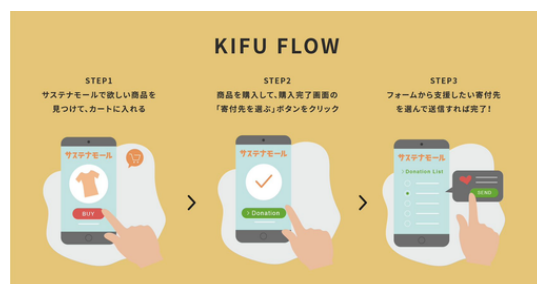 KIFU FLOW
STEP1
サステナモールで欲しい商品を
見つけて、カートに入れる
サステナモール
BUY
STEP2
商品を購入して、購入完了画面の
「寄付先を選ぶ」ボタンをクリック
サステナモール
› Donation
STEP3
フォームから支援したい寄付先
を選んで送信すれば完了!
サステナモール
› Donation List
SEND